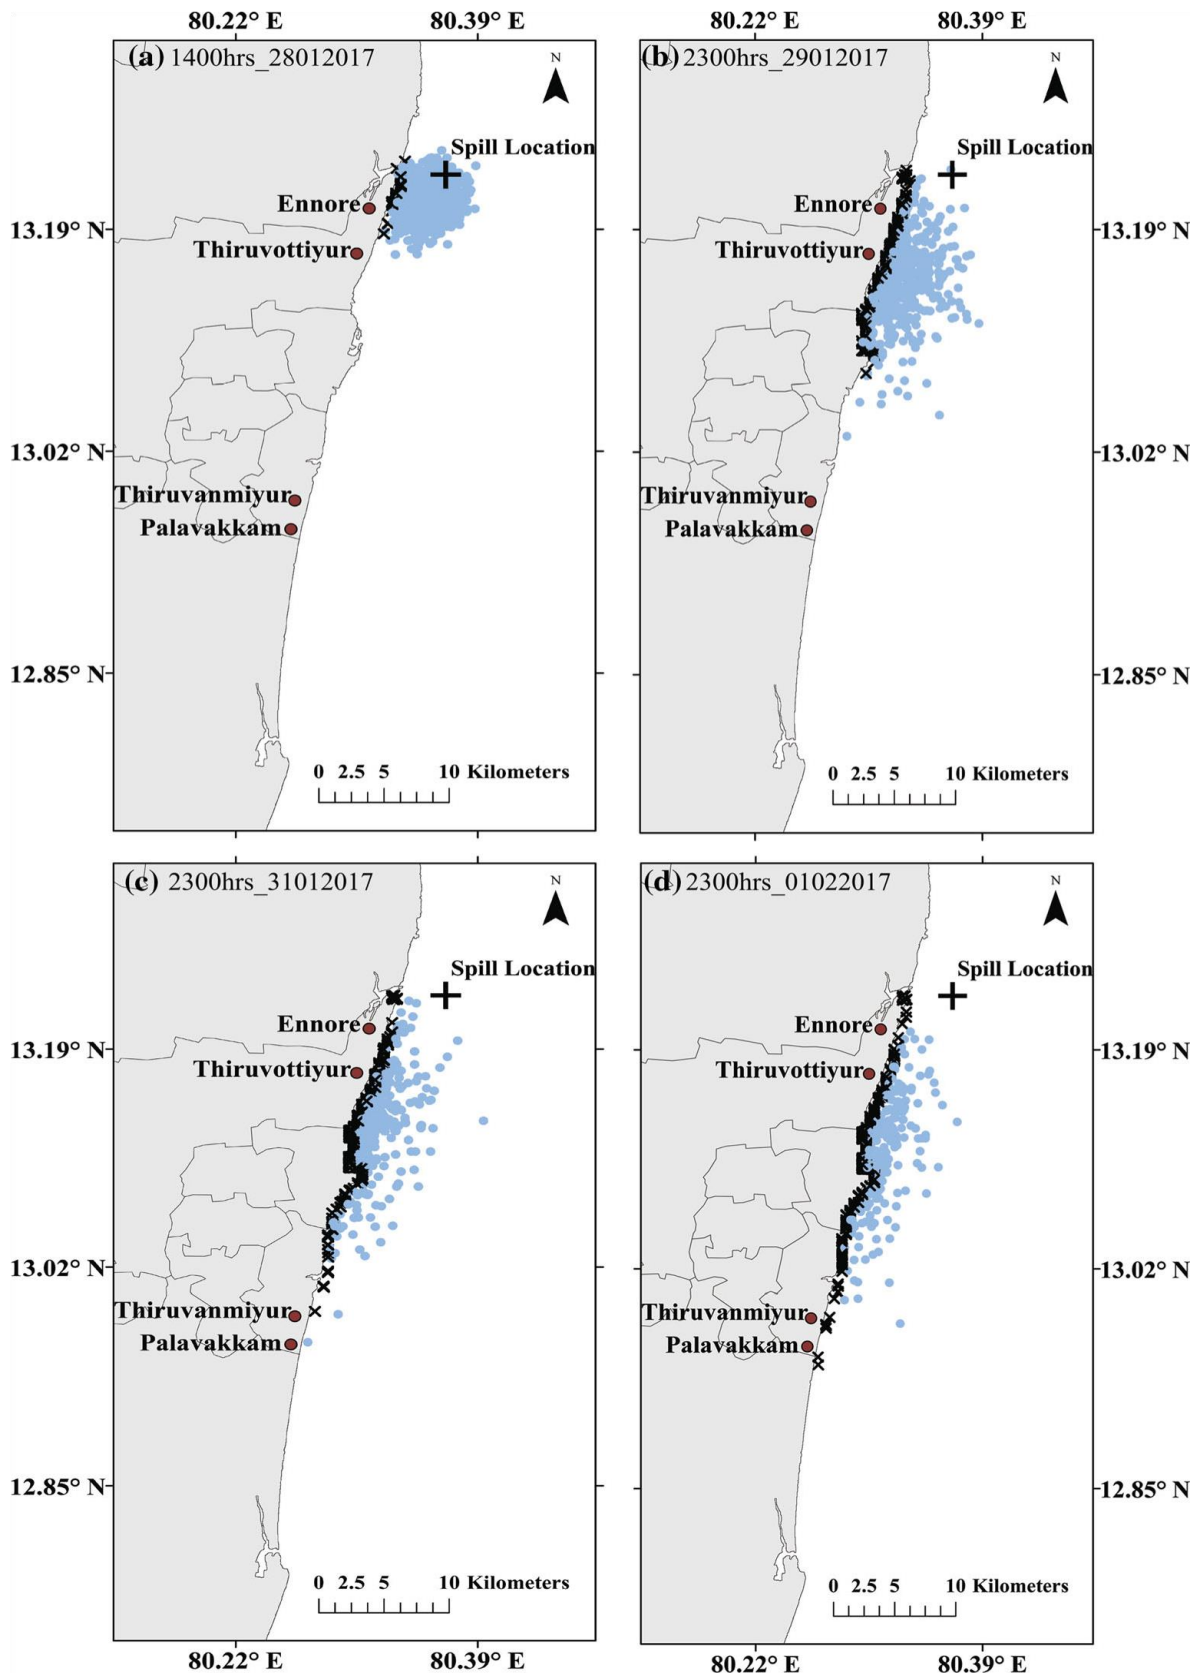 80.22° E 80.39° E 80.22° E 80.39° E
(a) 1400hrs_28012017
N
Spill Location
Ennore
13.19° N
Thiruvottiyur
13.02° N
Thiruvanmiyur
Palavakkam
12.85° N
0 2.5 5 10 Kilometers
(b) 2300hrs_29012017
N
Spill Location
Ennore
13.19° N
Thiruvottiyur
13.02° N
Thiruvanmiyur
Palavakkam
12.85° N
0 2.5 5 10 Kilometers
(c) 2300hrs_31012017
N
Spill Location
Ennore
13.19° N
Thiruvottiyur
13.02° N
Thiruvanmiyur
Palavakkam
12.85° N
0 2.5 5 10 Kilometers
(d) 2300hrs_01022017
N
Spill Location
Ennore
13.19° N
Thiruvottiyur
13.02° N
Thiruvanmiyur
Palavakkam
12.85° N
0 2.5 5 10 Kilometers
80.22° E 80.39° E 80.22° E 80.39° E